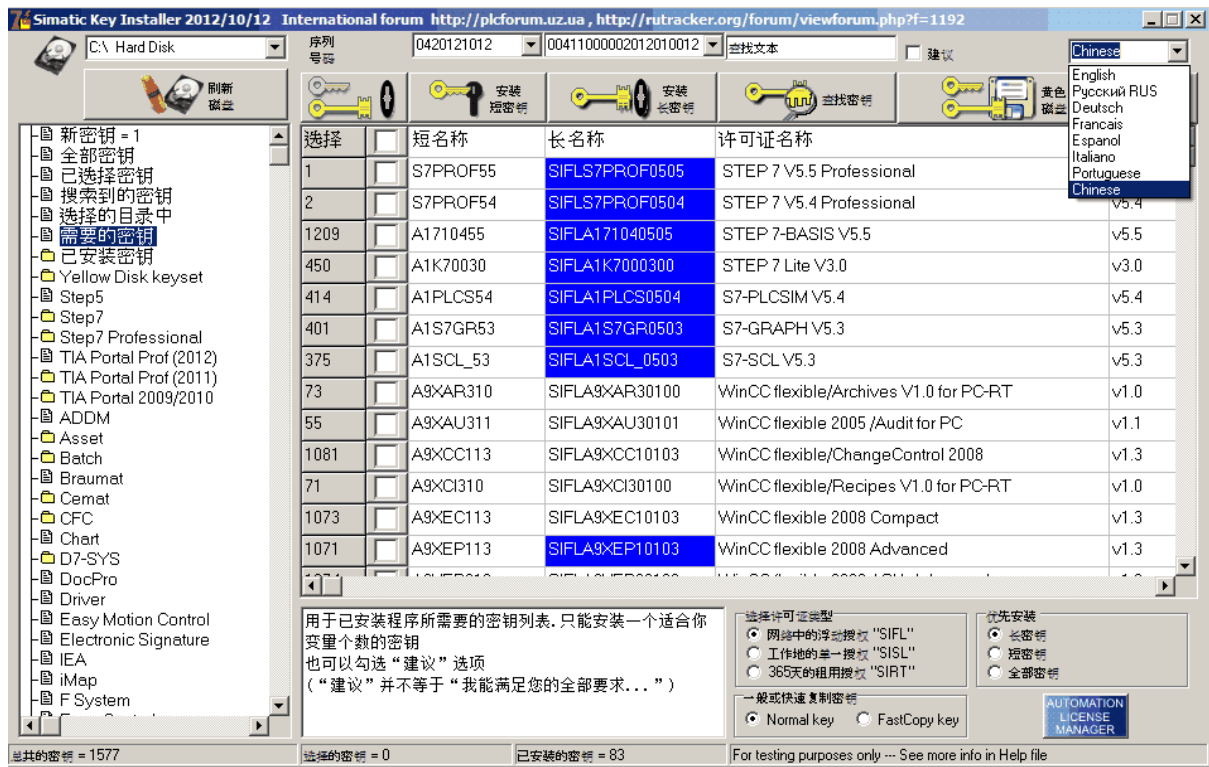 Simatic Key Installer 2012/10/12 International forum http://plcforum.uz.ua , http://rutracker.org/forum/viewforum.php?f=1192
C:\ Hard Disk
序列
号码
0420121012
00411000002012010012
查找文本
建议
Chinese
刷新
磁盘
安装
短密钥
安装
长密钥
查找密钥
黄色
磁盘
English
Русский RUS
Deutsch
Francais
Espanol
Italiano
Portuguese
Chinese
新密钥 = 1
全部密钥
已选择密钥
搜索到的密钥
选择的目录中
需要的密钥
已安装密钥
Yellow Disk keyset
Step5
Step7
Step7 Professional
TIA Portal Prof (2012)
TIA Portal Prof (2011)
TIA Portal 2009/2010
ADDM
Asset
Batch
Braumat
Cemat
CFC
Chart
D7-SYS
DocPro
Driver
Easy Motion Control
Electronic Signature
IEA
iMap
F System
选择 短名称 长名称 许可证名称
1 S7PROF55 SIFLS7PROF0505 STEP 7 V5.5 Professional
2 S7PROF54 SIFLS7PROF0504 STEP 7 V5.4 Professional v5.4
1209 A1710455 SIFLA171040505 STEP 7-BASIS V5.5 v5.5
450 A1K70030 SIFLA1K7000300 STEP 7 Lite V3.0 v3.0
414 A1PLCS54 SIFLA1PLCS0504 S7-PLCSIM V5.4 v5.4
401 A1S7GR53 SIFLA1S7GR0503 S7-GRAPH V5.3 v5.3
375 A1SCL_53 SIFLA1SCL_0503 S7-SCL V5.3 v5.3
73 A9XAR310 SIFLA9XAR30100 WinCC flexible/Archives V1.0 for PC-RT v1.0
55 A9XAU311 SIFLA9XAU30101 WinCC flexible 2005 /Audit for PC v1.1
1081 A9XCC113 SIFLA9XCC10103 WinCC flexible/ChangeControl 2008 v1.3
71 A9XCI310 SIFLA9XCI30100 WinCC flexible/Recipes V1.0 for PC-RT v1.0
1073 A9XEC113 SIFLA9XEC10103 WinCC flexible 2008 Compact v1.3
1071 A9XEP113 SIFLA9XEP10103 WinCC flexible 2008 Advanced v1.3
用于已安装程序所需要的密钥列表.只能安装一个适合你
变量个数的密钥
也可以勾选“建议”选项
(“建议”并不等于“我能满足您的全部要求...”)
选择许可证类型
网络中的浮动授权 "SIFL"
工作地的单一授权 "SISL"
365天的租用授权 "SIRT"
优先安装
长密钥
短密钥
全部密钥
一般或快速复制密钥
Normal key FastCopy key
AUTOMATION
LICENSE
MANAGER
总共的密钥 = 1577 选择的密钥 = 0 已安装的密钥 = 83 For testing purposes only --- See more info in Help file